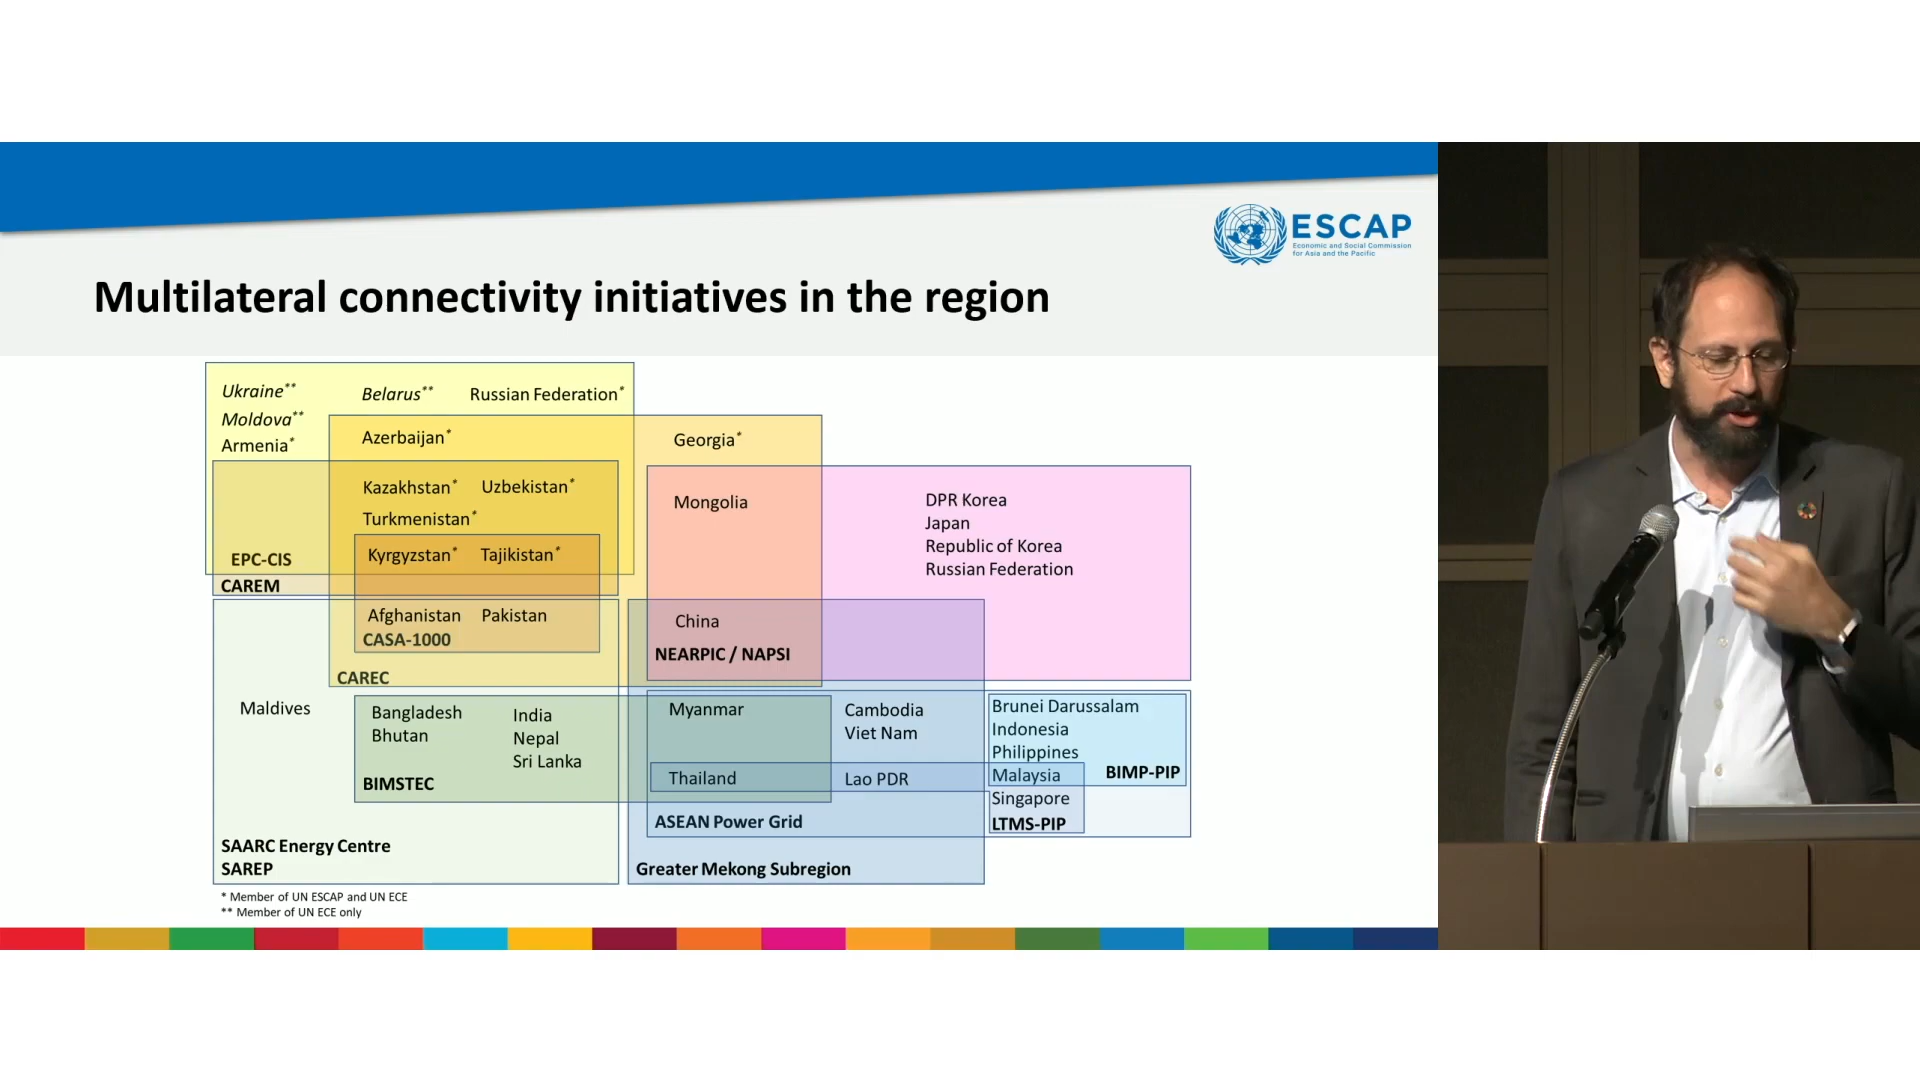 ESCAP
Economic and Social Commission
for Asia and the Pacific
Multilateral connectivity initiatives in the region
Ukraine**
Belarus**
Russian Federation*
Moldova**
Armenia*
Azerbaijan*
Georgia*
Kazakhstan*
Uzbekistan*
Turkmenistan*
Kyrgyzstan*
Tajikistan*
EPC-CIS
CAREM
Mongolia
DPR Korea
Japan
Republic of Korea
Russian Federation
Afghanistan
Pakistan
CASA-1000
CAREC
China
NEARPIC / NAPSI
Maldives
Bangladesh
Bhutan
India
Nepal
Sri Lanka
BIMSTEC
Myanmar
Thailand
Cambodia
Viet Nam
Lao PDR
Brunei Darussalam
Indonesia
Philippines
Malaysia
BIMP-PIP
Singapore
LTMS-PIP
ASEAN Power Grid
SAARC Energy Centre
SAREP
Greater Mekong Subregion
* Member of UN ESCAP and UN ECE
** Member of UN ECE only